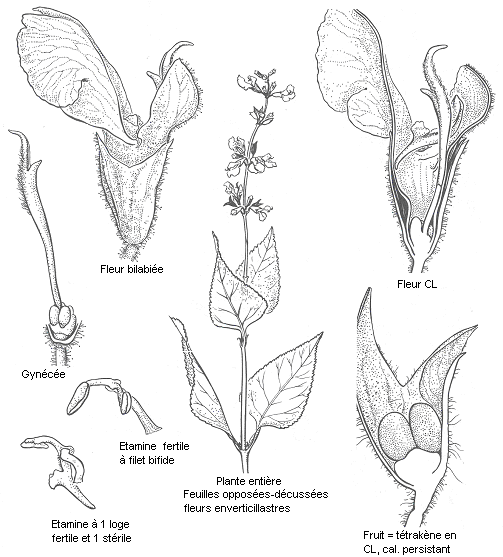 Fleur bilabiée
Fleur CL
Gynécée
Etamine fertile
à filet bifide
Plante entière
Feuilles opposées-décussées
fleurs enverticillastres
Etamine à 1 loge
fertile et 1 stérile
Fruit = tétrakène en
CL, cal. persistant